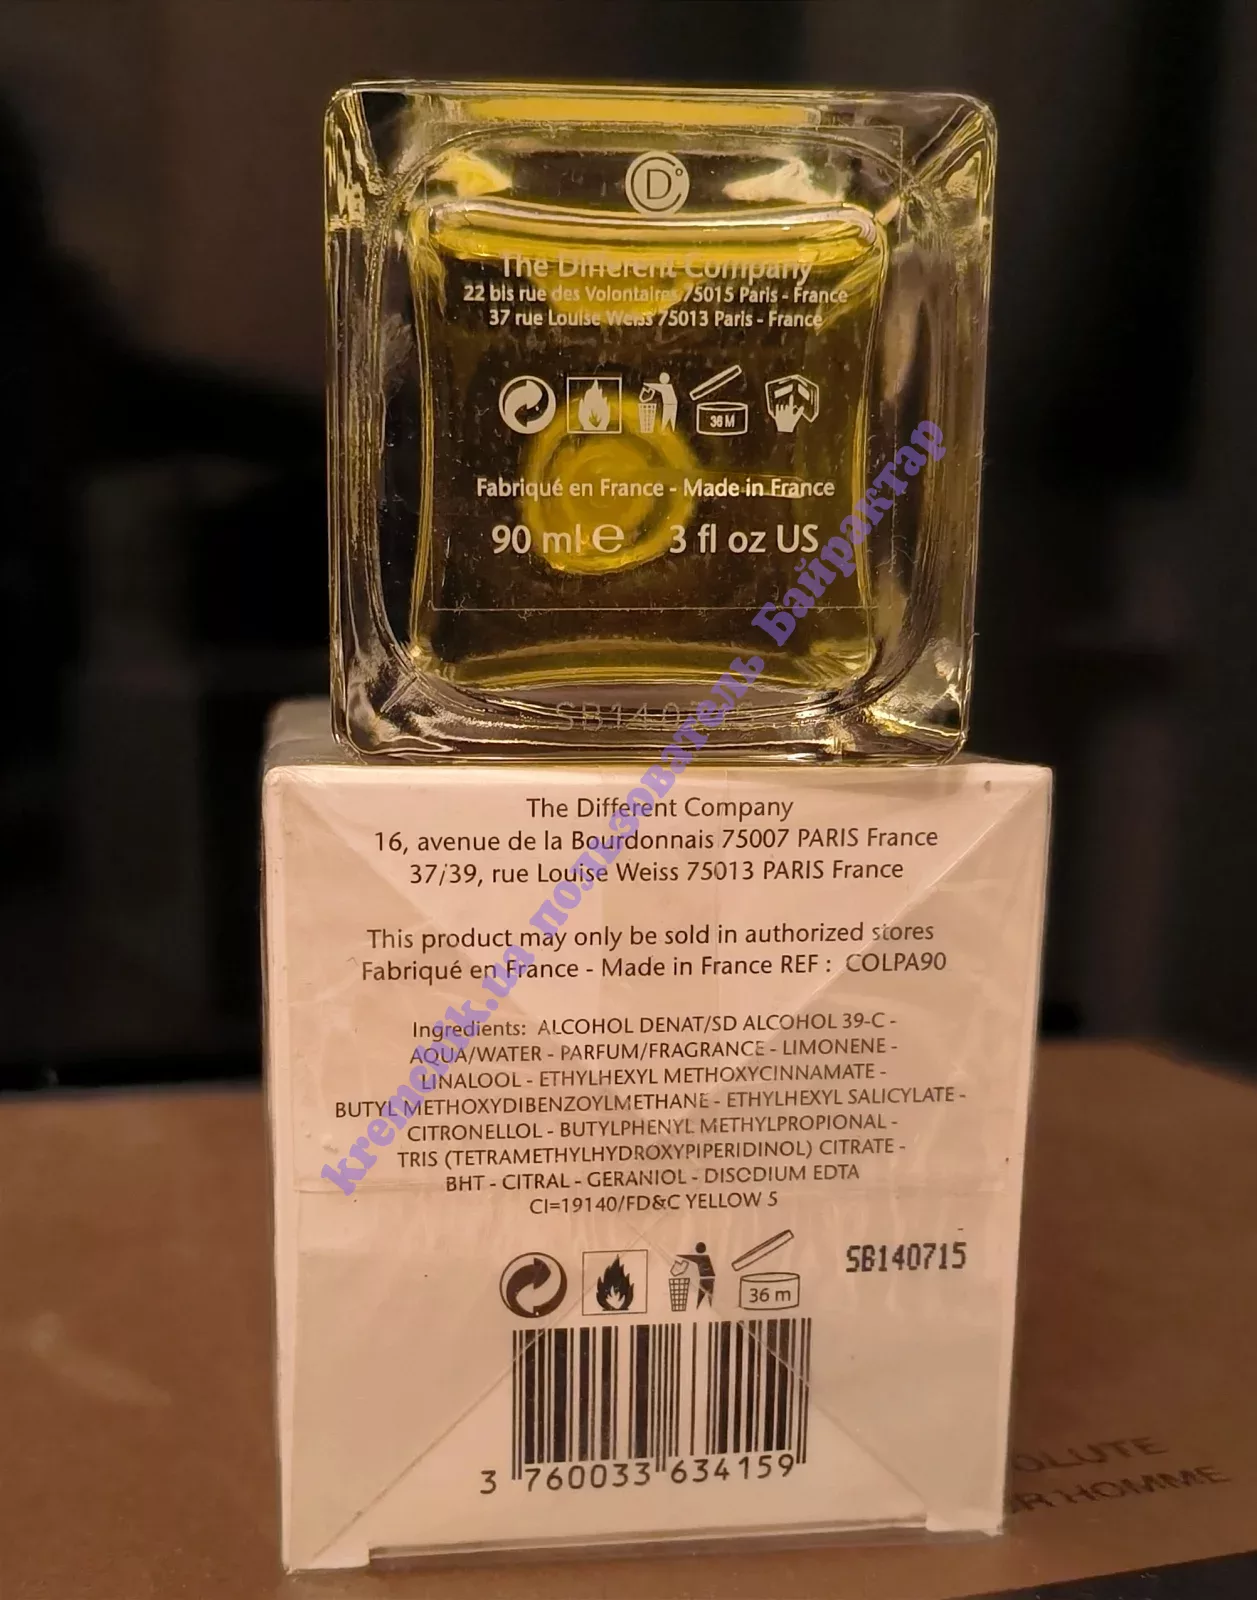 D
The Different Company
22 bis rue des Volontaires 75015 Paris - France
37 rue Louise Weiss 75013 Paris - France
36 M
Fabriqué en France - Made in France
90 ml e 3 fl oz US
The Different Company
16, avenue de la Bourdonnais 75007 PARIS France
37/39, rue Louise Weiss 75013 PARIS France
This product may only be sold in authorized stores
Fabriqué en France - Made in France REF : COLPA90
Ingredients: ALCOHOL DENAT/SD ALCOHOL 39-C -
AQUA/WATER - PARFUM/FRAGRANCE - LIMONENE -
LINALOOL - ETHYLHEXYL METHOXYCINNAMATE -
BUTYL METHOXYDIBENZOYLMETHANE - ETHYLHEXYL SALICYLATE -
CITRONELLOL - BUTYLPHENYL METHYLPROPIONAL -
TRIS (TETRAMETHYLHYDROXYPIPERIDINOL) CITRATE -
BHT - CITRAL - GERANIOL - DISODIUM EDTA
CI=19140/FD&C YELLOW 5
SB140715
36 m
3 760033 634159
OLUTE
HOMME
kremchik.ua пользователь Байрактар